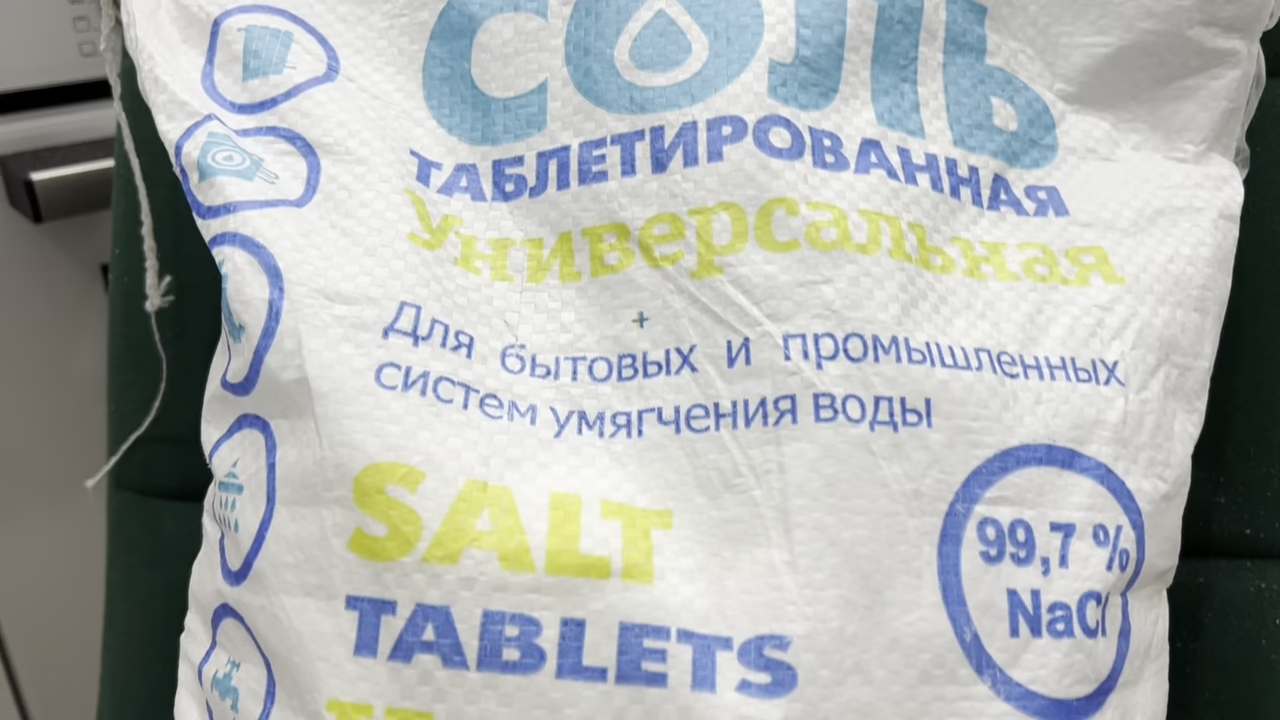 СОЛЬ
ТАБЛЕТИРОВАННАЯ
Универсальная
Для бытовых и промышленных
систем умягчения воды
SALT
TABLETS
99,7 %
NaCl